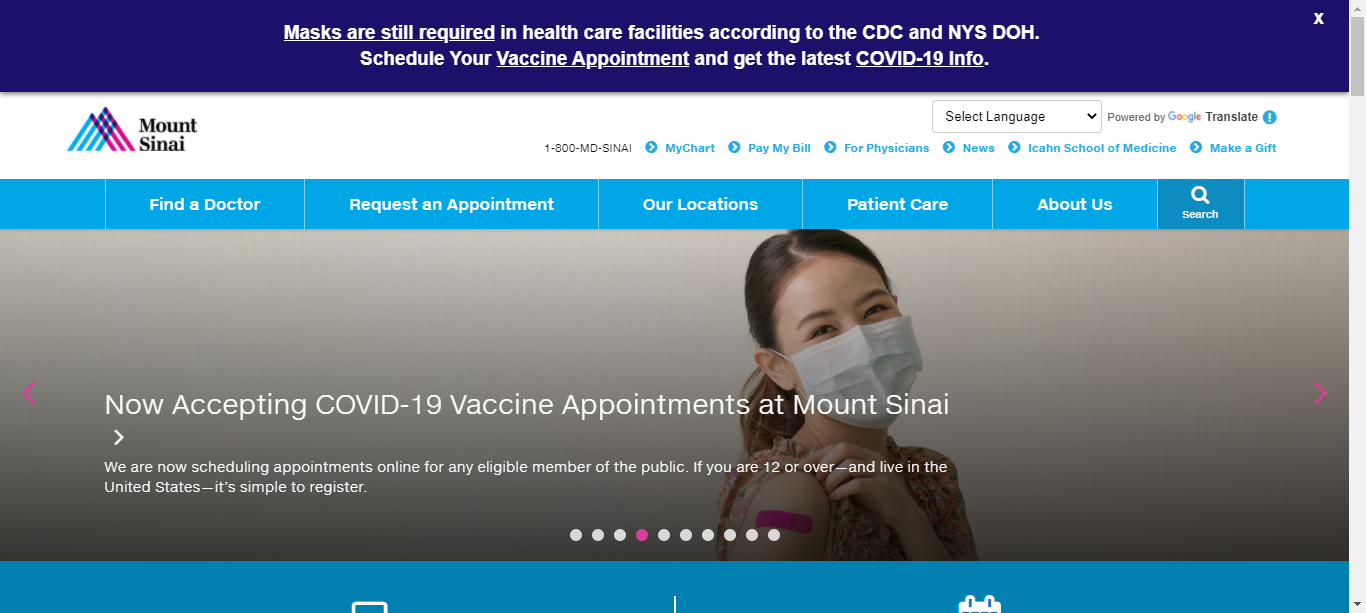 Masks are still required in health care facilities according to the CDC and NYS DOH.
X
Schedule Your Vaccine Appointment and get the latest COVID-19 Info.
Mount
Sinai
Select Language
Powered by Google Translate
1-800-MD-SINAI MyChart Pay My Bill For Physicians News Icahn School of Medicine Make a Gift
Find a Doctor Request an Appointment Our Locations Patient Care About Us Search
Now Accepting COVID-19 Vaccine Appointments at Mount Sinai
We are now scheduling appointments online for any eligible member of the public. If you are 12 or over—and live in the
United States—it's simple to register.